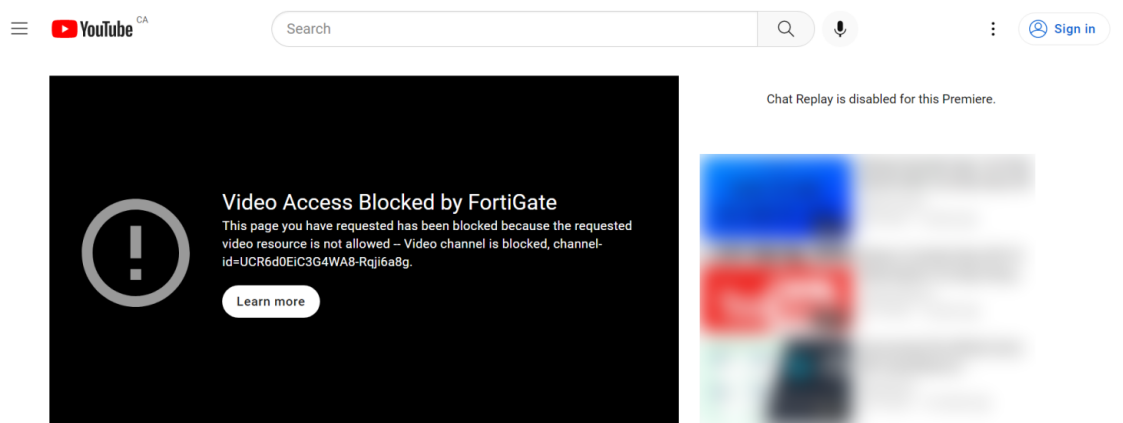 YouTube CA
Search
Sign in
Chat Replay is disabled for this Premiere.
Video Access Blocked by FortiGate
This page you have requested has been blocked because the requested
video resource is not allowed -- Video channel is blocked, channel-
id=UCR6d0EiC3G4WA8-Rqji6a8g.
Learn more